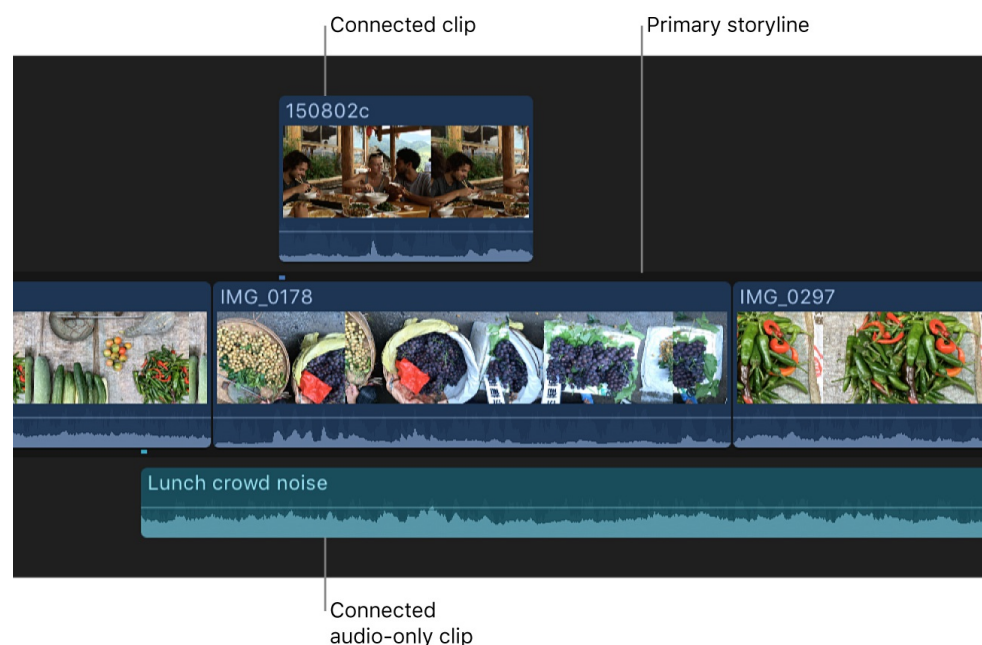 Connected clip
Primary storyline
150802c
IMG_0178
IMG_0297
Lunch crowd noise
Connected
audio-only clip